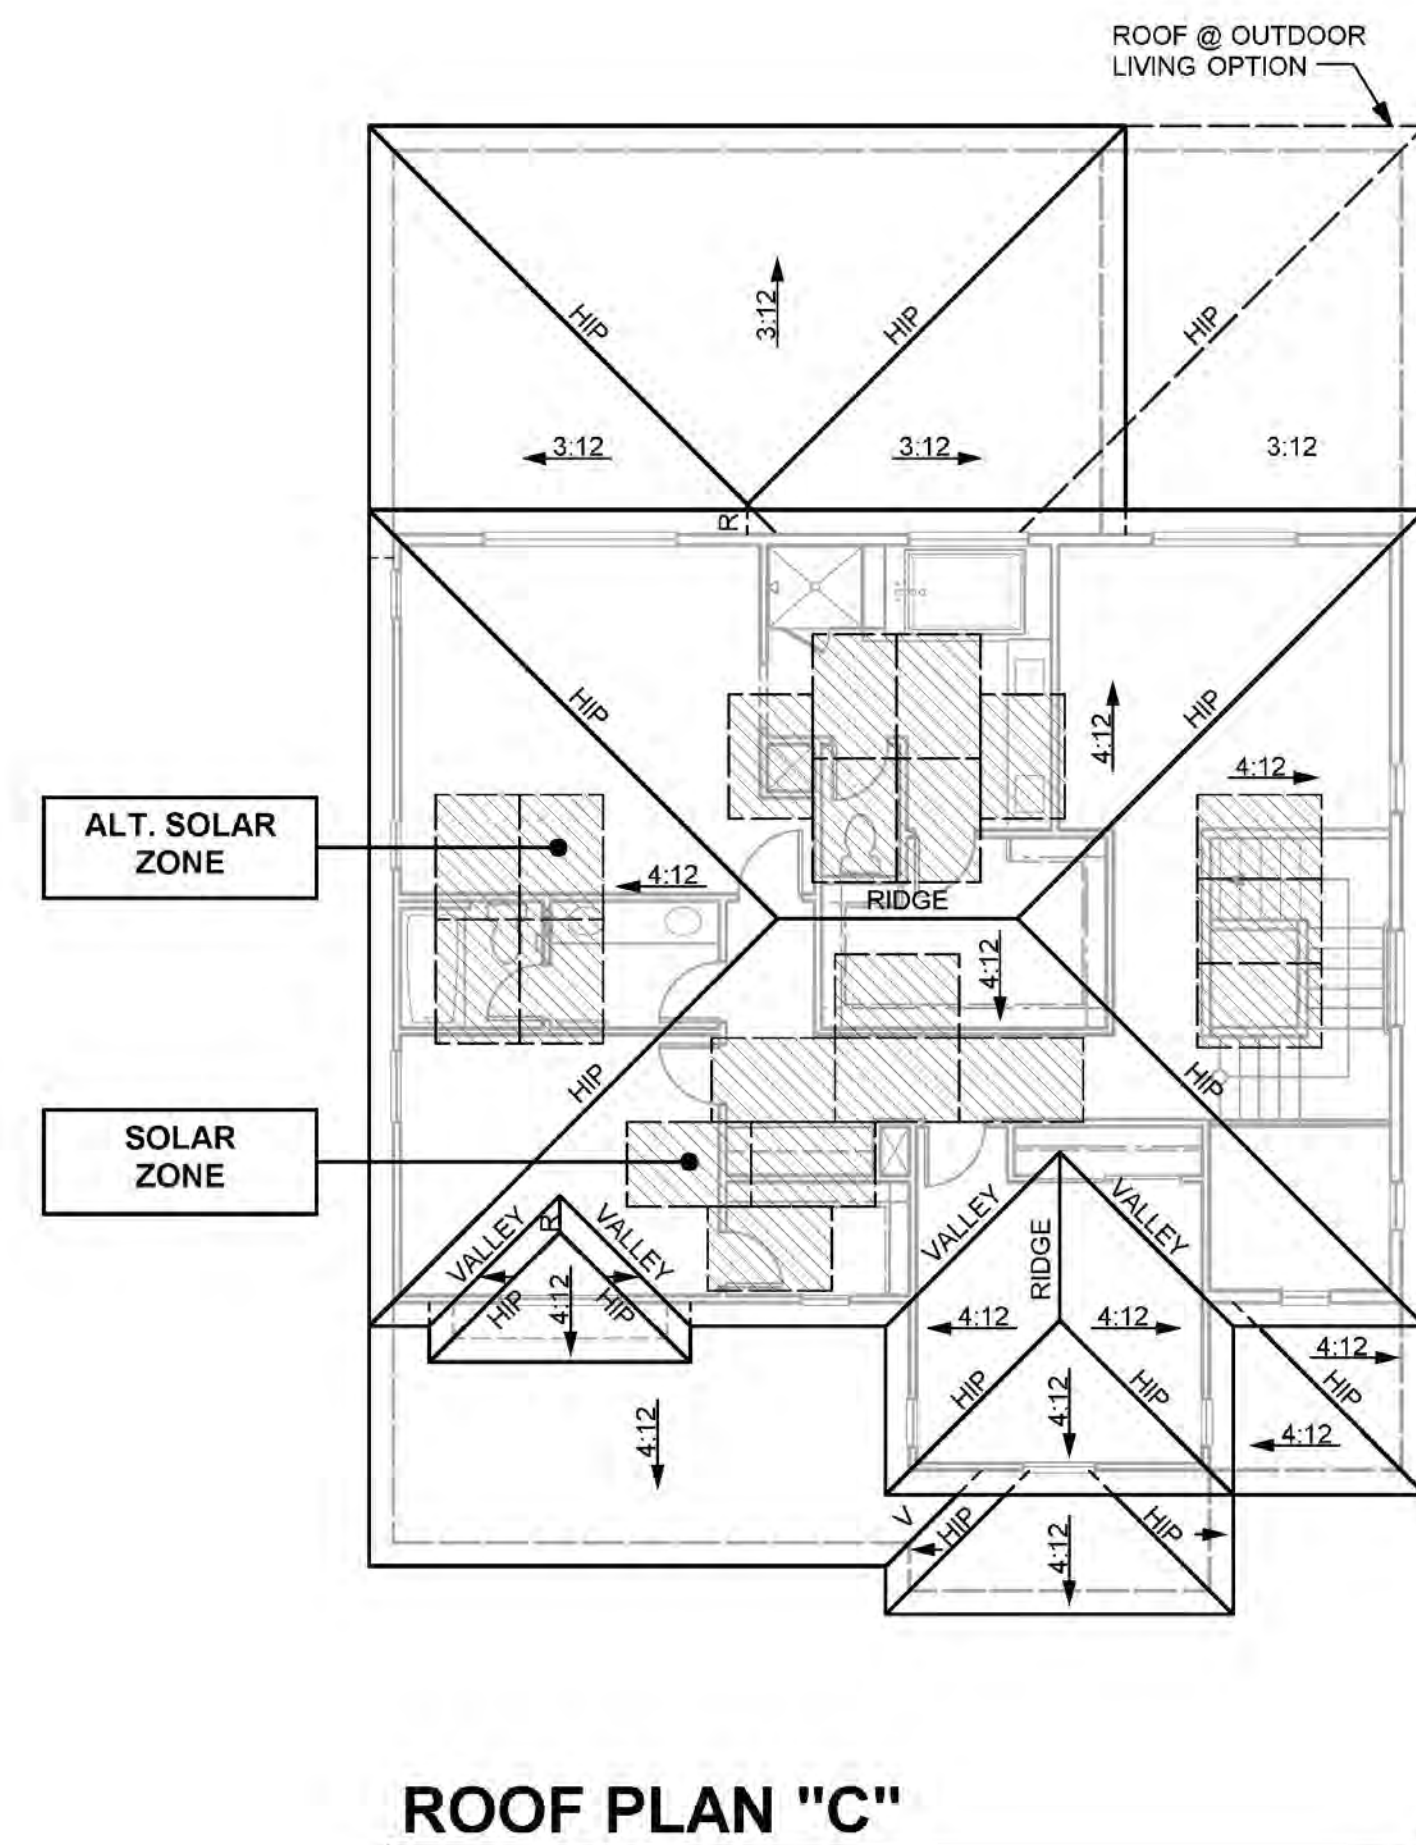 ROOF @ OUTDOOR
LIVING OPTION
HIP
3:12
HIP
HIP
3:12
3:12
3:12
R
HIP
4:12
HIP
4:12
ALT. SOLAR
ZONE
4:12
RIDGE
4:12
HIP
HIP
SOLAR
ZONE
VALLEY
R
VALLEY
HIP
4:12
HIP
VALLEY
RIDGE
VALLEY
4:12
4:12
4:12
HIP
4:12
HIP
HIP
4:12
4:12
V
HIP
4:12
HIP
ROOF PLAN "C"